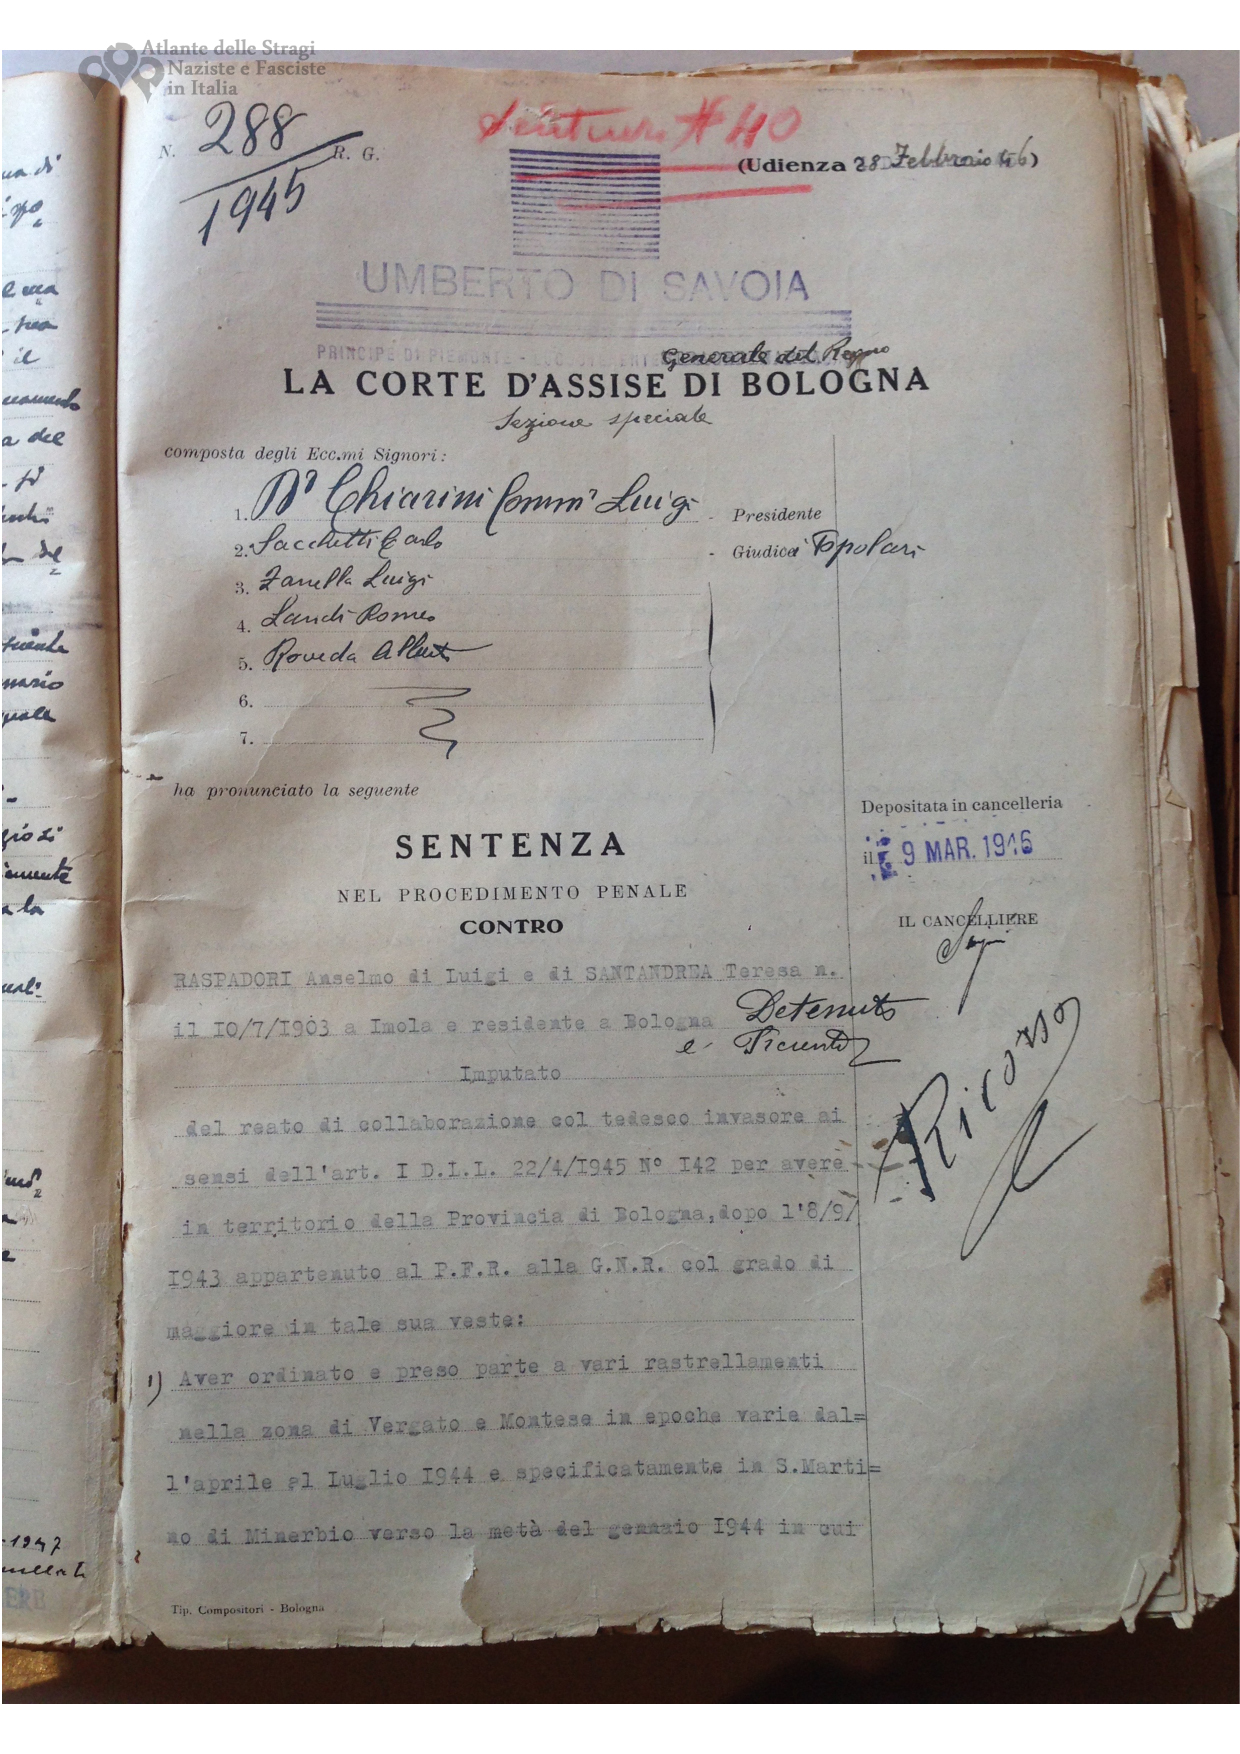 Atlante delle Stragi
Naziste e Fasciste
in Italia
N. 288 R. G.
1945
Sentenza # 40
(Udienza 28 Febbraio 46)
UMBERTO DI SAVOIA
PRINCIPE DI PIEMONTE -
Generale del Regno
LA CORTE D'ASSISE DI BOLOGNA
Sezione speciale
composta degli Ecc.mi Signori:
1. Dr Chiarini Comm Luigi - Presidente
2. Sacchetti Carlo - Giudice Popolari
3. Zanella Luigi
4. Landi Romeo
5. Roveda Alberto
6.
7.
ha pronunciato la seguente
Depositata in cancelleria
SENTENZA
il 9 MAR. 1946
NEL PROCEDIMENTO PENALE
CONTRO
IL CANCELLIERE
RASPADORI Anselmo di Luigi e di SANTANDREA Teresa n.
il 10/7/1903 a Imola e residente a Bologna Detenuto
e Presente
Imputato
Ricorso
del reato di collaborazione col tedesco invasore ai
sensi dell'art. I D.L.L. 22/4/1945 N° 142 per avere
in territorio della Provincia di Bologna,dopo l'8/9/
1943 appartenuto al P.F.R. alla G.N.R. col grado di
maggiore in tale sua veste:
1) Aver ordinato e preso parte a vari rastrellamenti
nella zona di Vergato e Montese in epoche varie dal=
l'aprile al Luglio 1944 e specificatamente in S.Marti=
no di Minerbio verso la metà del gennaio 1944 in cui
Tip. Compositori - Bologna